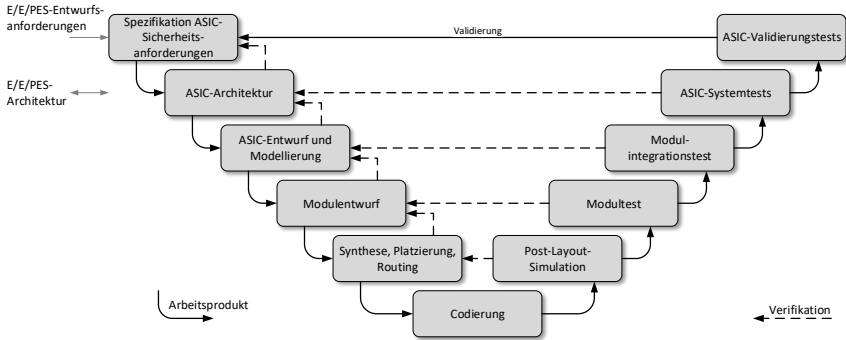 E/E/PES-Entwurfs-
anforderungen
Spezifikation ASIC-
Sicherheits-
anforderungen
Validierung
ASIC-Validierungstests
E/E/PES-
Architektur
ASIC-Architektur
ASIC-Systemtests
ASIC-Entwurf und
Modellierung
Modul-
integrationstest
Modulentwurf
Modultest
Synthese, Platzierung,
Routing
Post-Layout-
Simulation
Arbeitsprodukt
Codierung
Verifikation